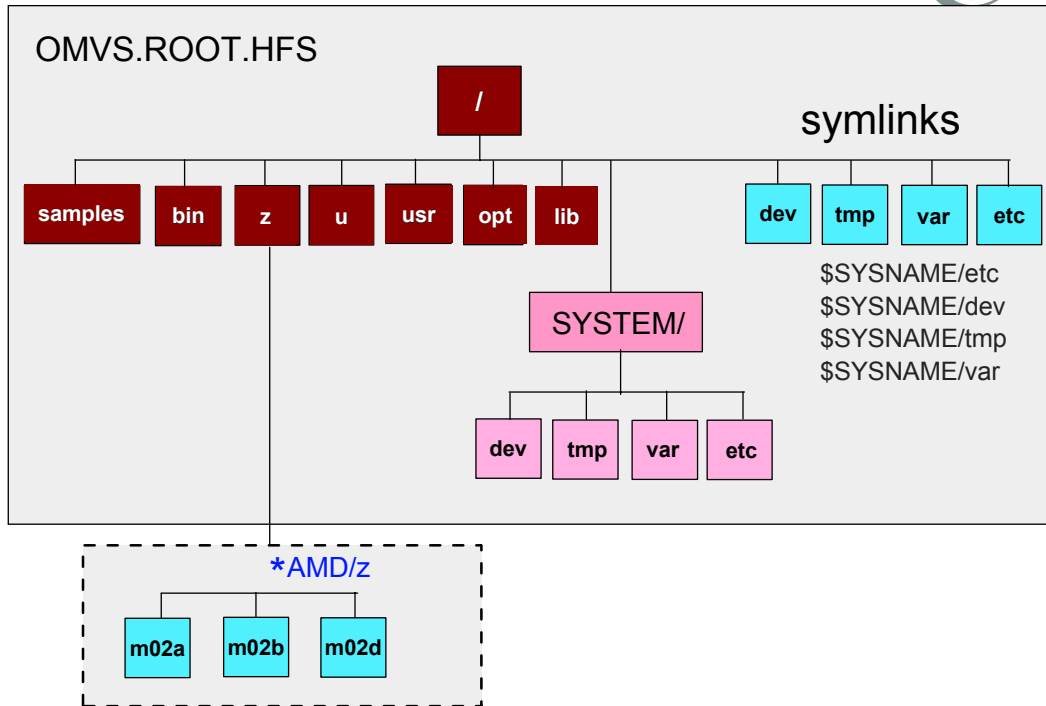 OMVS.ROOT.HFS
/
symlinks
samples bin z u usr opt lib dev tmp var etc
$SYSNAME/etc
$SYSNAME/dev
$SYSNAME/tmp
$SYSNAME/var
SYSTEM/
dev tmp var etc
*AMD/z
m02a m02b m02d